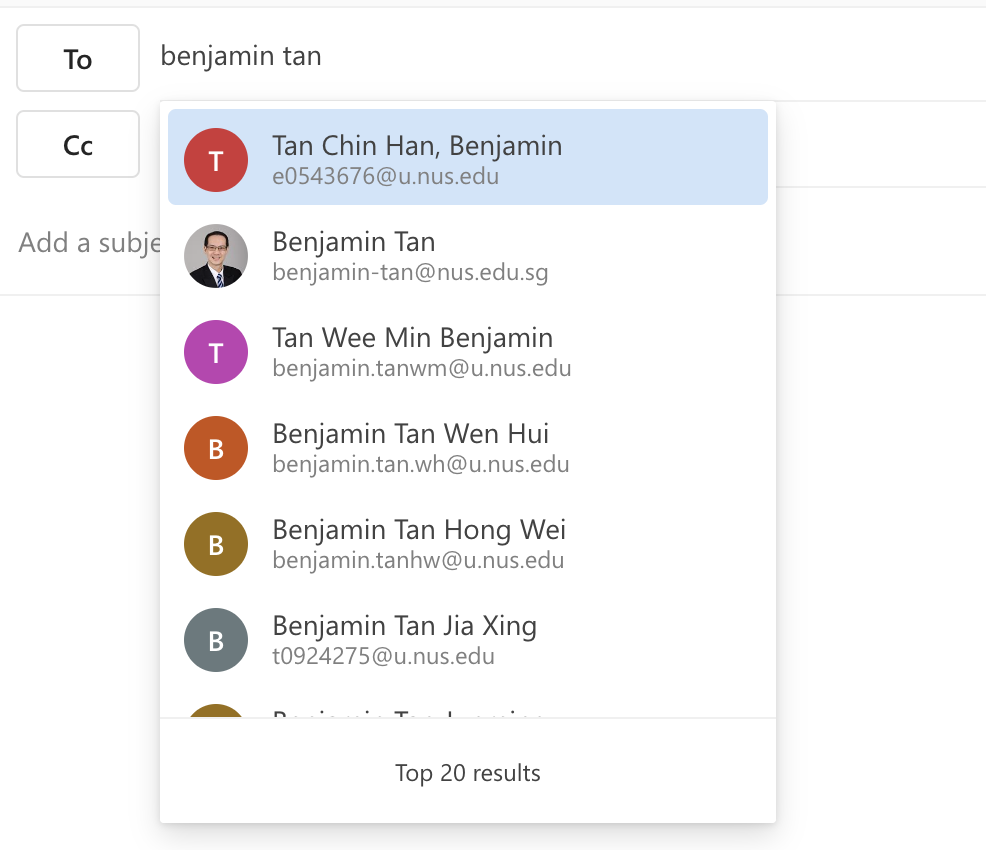 To
benjamin tan
Cc
Add a subje
T
Tan Chin Han, Benjamin
e0543676@u.nus.edu
Benjamin Tan
benjamin-tan@nus.edu.sg
T
Tan Wee Min Benjamin
benjamin.tanwm@u.nus.edu
B
Benjamin Tan Wen Hui
benjamin.tan.wh@u.nus.edu
B
Benjamin Tan Hong Wei
benjamin.tanhw@u.nus.edu
B
Benjamin Tan Jia Xing
t0924275@u.nus.edu
Benjamin Tan
Top 20 results